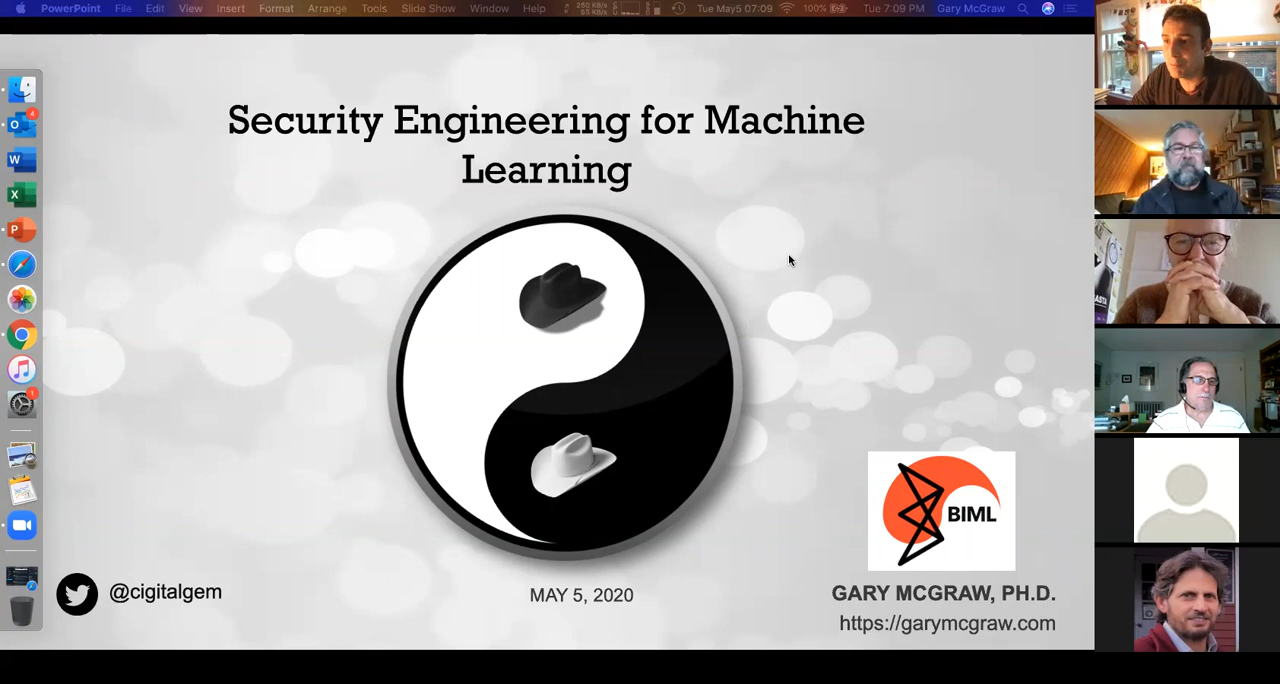 PowerPoint File Edit View Insert Format Arrange Tools Slide Show Window Help Tue May5 07:09 100% Tue 7:09 PM Gary McGraw
Security Engineering for Machine
Learning
BIML
@cigitalgem
MAY 5, 2020
GARY MCGRAW, PH.D.
https://garymcgraw.com